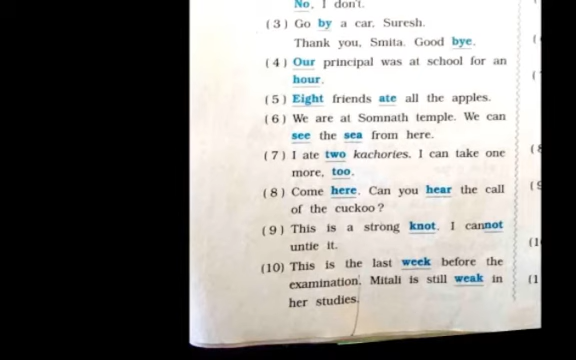 No, I don't.
(3) Go by a car, Suresh.
Thank you, Smita. Good bye.
(4) Our principal was at school for an
hour.
(5) Eight friends ate all the apples.
(6) We are at Somnath temple. We can
see the sea from here.
(7) I ate two kachories. I can take one
more, too.
(8) Come here. Can you hear the call
of the cuckoo?
(9) This is a strong knot. I cannot
untie it.
(10) This is the last week before the
examination. Mitali is still weak in
her studies.